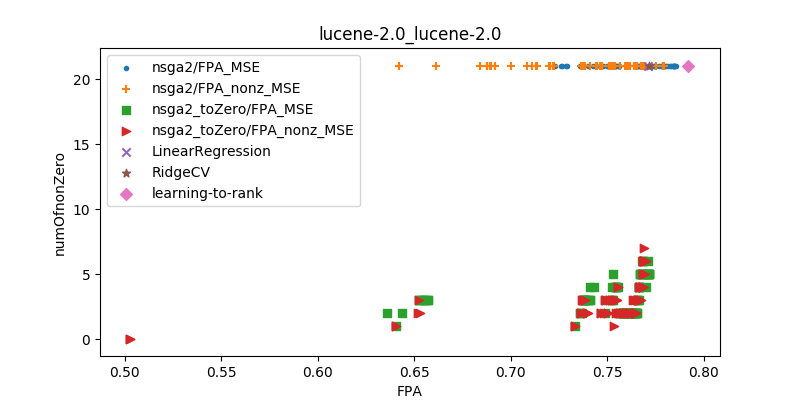 lucene-2.0_lucene-2.0
nsga2/FPA_MSE
nsga2/FPA_nonz_MSE
nsga2_toZero/FPA_MSE
nsga2_toZero/FPA_nonz_MSE
LinearRegression
RidgeCV
learning-to-rank
numOfnonZero
20
15
10
5
0
0.50 0.55 0.60 0.65 0.70 0.75 0.80
FPA